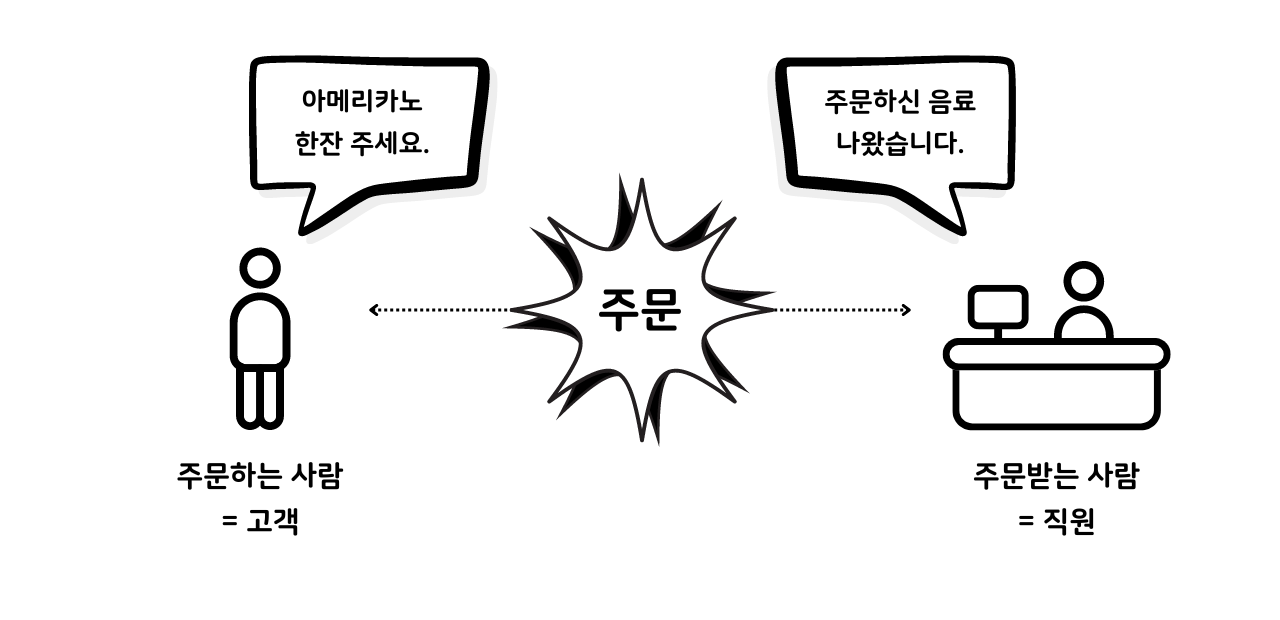 아메리카노
한잔 주세요.
주문하신 음료
나왔습니다.
주문
주문하는 사람
= 고객
주문받는 사람
= 직원